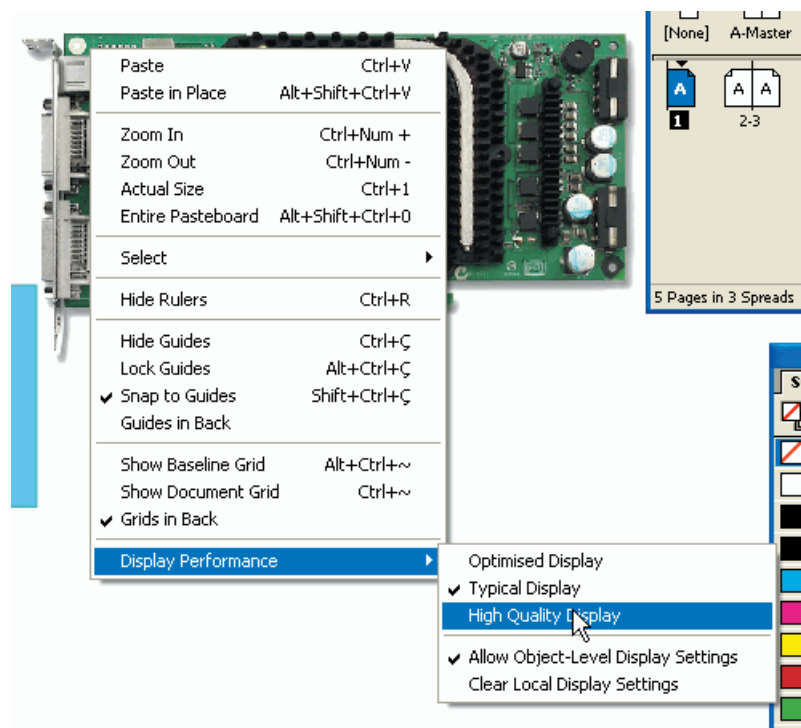 [None] A-Master
A
A A
1
2-3
5 Pages in 3 Spreads
S
Paste Ctrl+V
Paste in Place Alt+Shift+Ctrl+V
Zoom In Ctrl+Num +
Zoom Out Ctrl+Num -
Actual Size Ctrl+1
Entire Pasteboard Alt+Shift+Ctrl+0
Select
Hide Rulers Ctrl+R
Hide Guides Ctrl+Ç
Lock Guides Alt+Ctrl+Ç
Snap to Guides Shift+Ctrl+Ç
Guides in Back
Show Baseline Grid Alt+Ctrl+~
Show Document Grid Ctrl+~
Grids in Back
Display Performance
Optimised Display
Typical Display
High Quality Display
Allow Object-Level Display Settings
Clear Local Display Settings